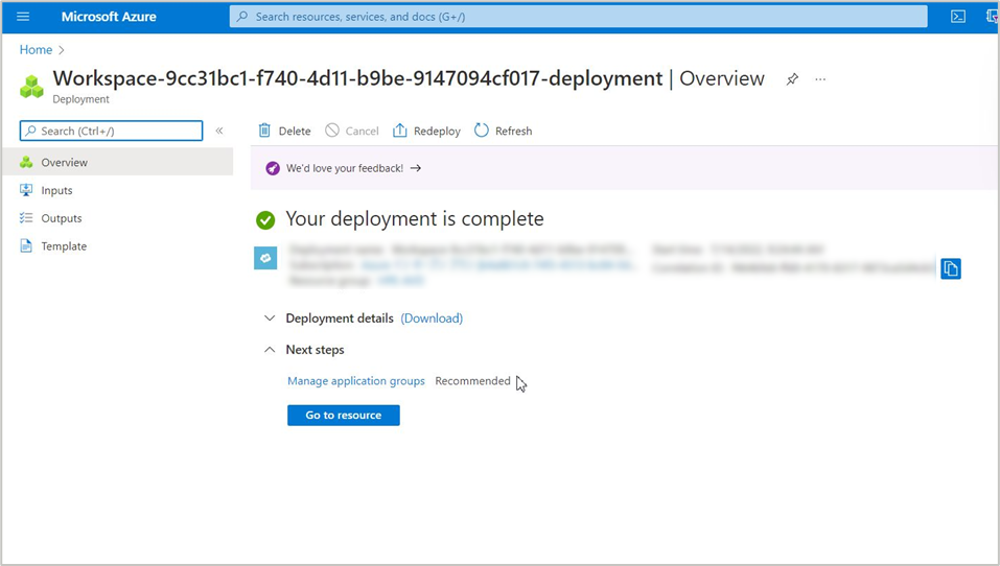 Microsoft Azure
Search resources, services, and docs (G+/)
Home >
Workspace-9cc31bc1-f740-4d11-b9be-9147094cf017-deployment | Overview
Deployment
Search (Ctrl+/)
Delete Cancel Redeploy Refresh
Overview
Inputs
Outputs
Template
We'd love your feedback! →
Your deployment is complete
Deployment details (Download)
Next steps
Manage application groups Recommended
Go to resource